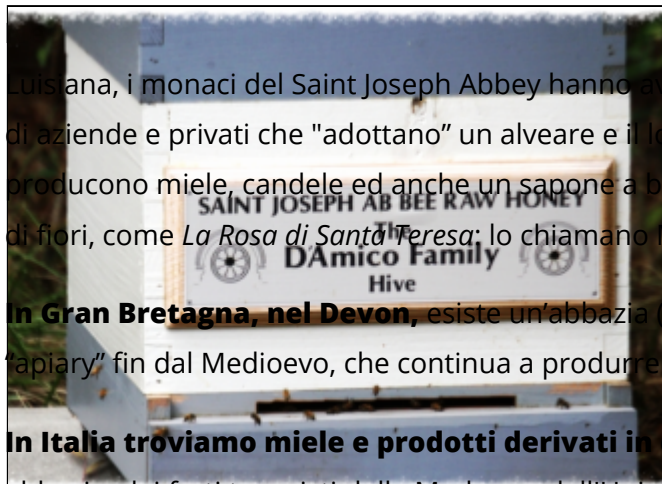 Luisiana, i monaci del Saint Joseph Abbey hanno
di aziende e privati che "adottano” un alveare e il
producono miele, candele ed anche un sapone a
SAINT JOSEPH AB BEE RAW HONEY
The
di fiori, come La Rosa di Santa Teresa: lo chiamano
D'Amico Family
Hive
In Gran Bretagna, nel Devon, esiste un’abbazia
“apiary” fin dal Medioevo, che continua a produrre
In Italia troviamo miele e prodotti derivati in